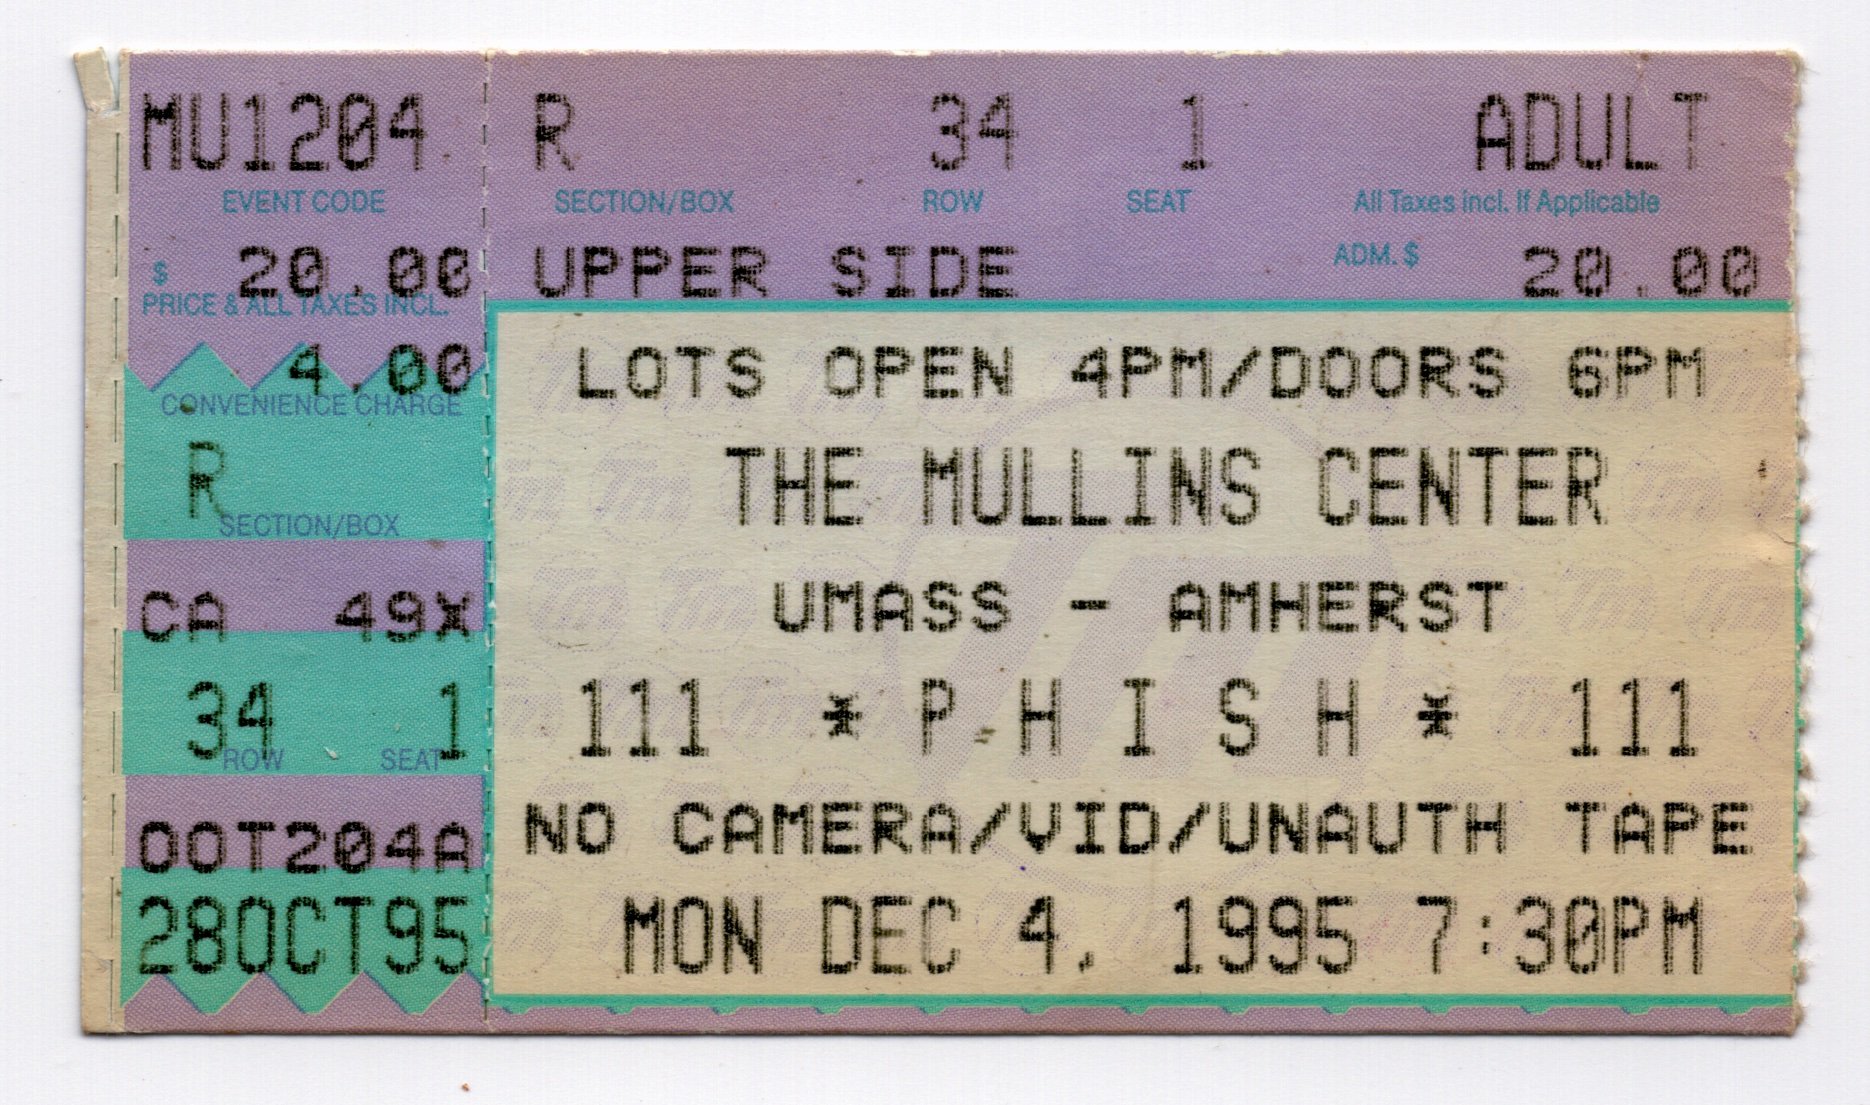 MU1204
EVENT CODE
$ 20.00
PRICE & ALL TAXES INCL.
4.00
CONVENIENCE CHARGE
R
SECTION/BOX
CA 49X
34 1
ROW SEAT
OOT204A
28OCT95
R 34 1 ADULT
SECTION/BOX ROW SEAT All Taxes incl. If Applicable
UPPER SIDE ADM. $ 20.00
LOTS OPEN 4PM/DOORS 6PM
THE MULLINS CENTER
UMASS - AMHERST
111 * P H I S H * 111
NO CAMERA/VID/UNAUTH TAPE
MON DEC 4, 1995 7:30PM